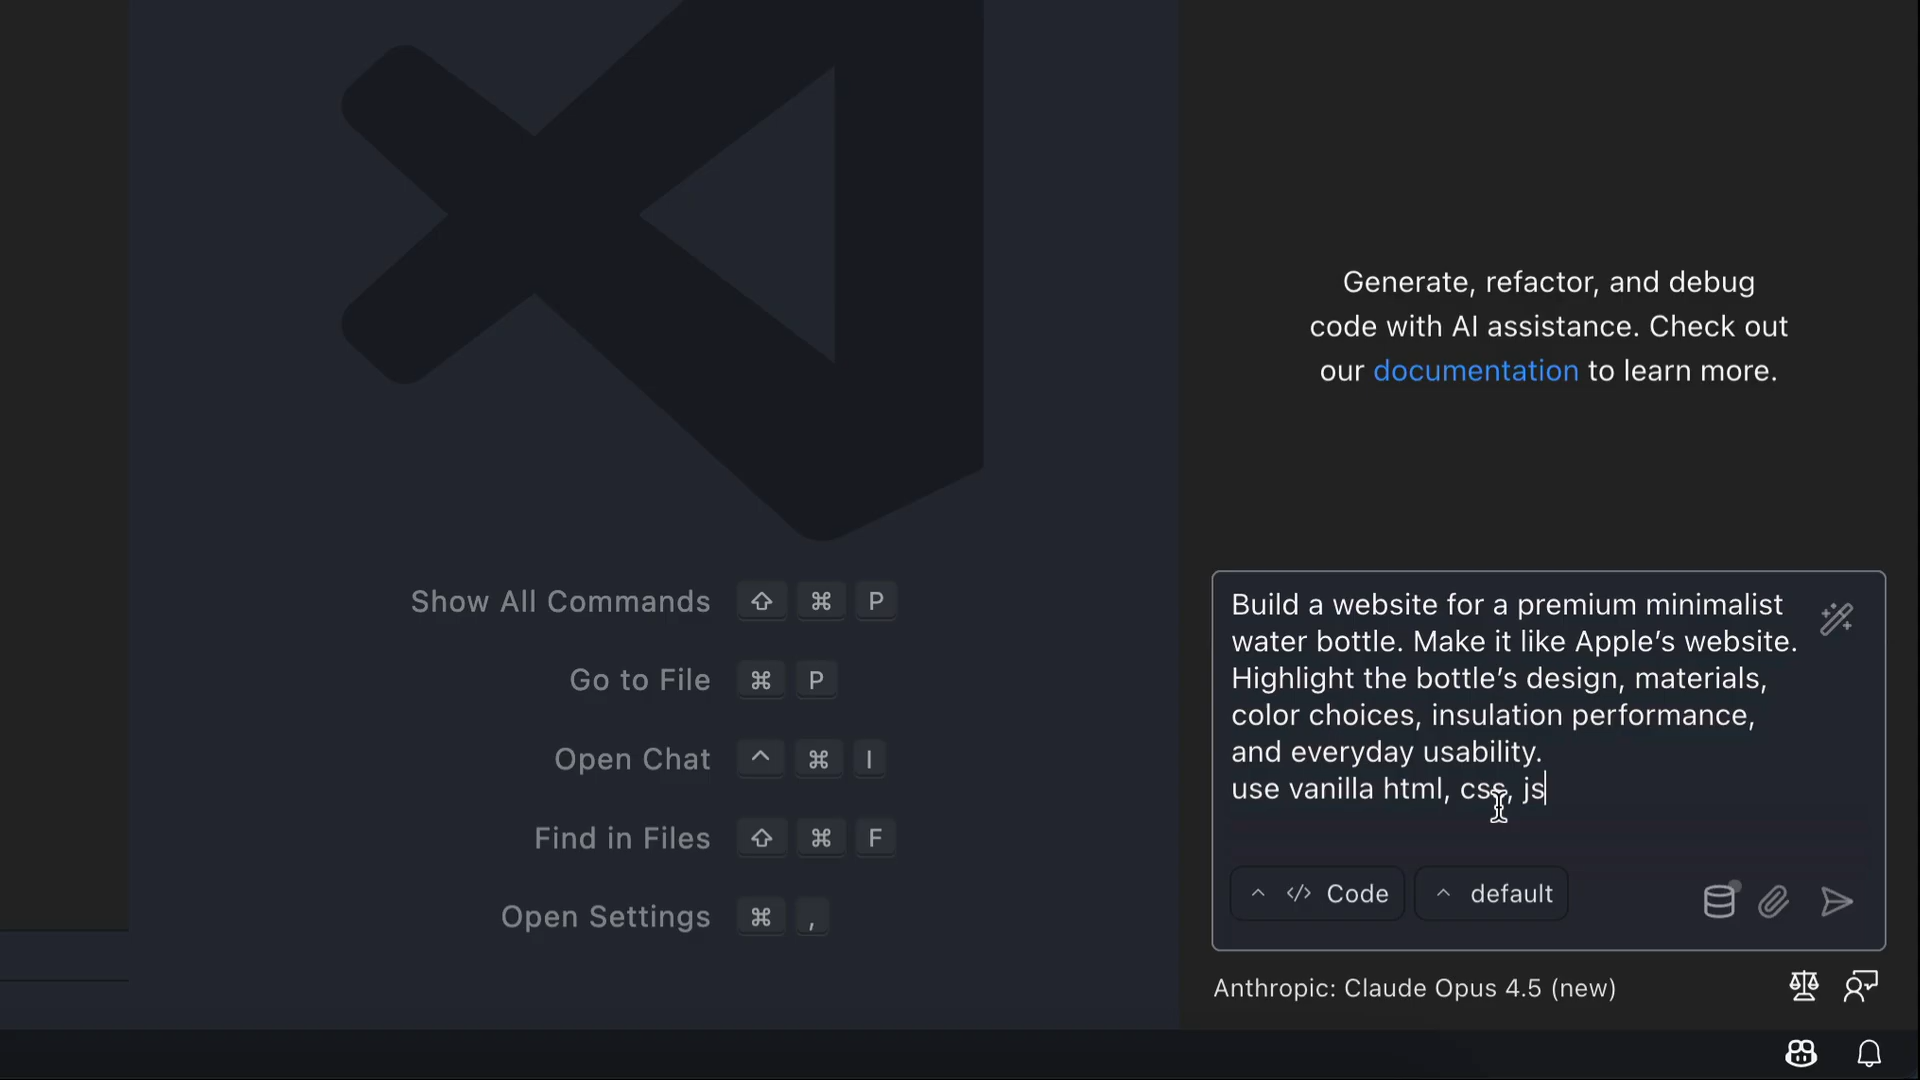 Generate, refactor, and debug
code with AI assistance. Check out
our documentation to learn more.
Show All Commands ⇧ ⌘ P
Go to File ⌘ P
Open Chat ^ ⌘ I
Find in Files ⇧ ⌘ F
Open Settings ⌘ ,
Build a website for a premium minimalist
water bottle. Make it like Apple’s website.
Highlight the bottle’s design, materials,
color choices, insulation performance,
and everyday usability.
use vanilla html, css, js
</> Code
default
Anthropic: Claude Opus 4.5 (new)